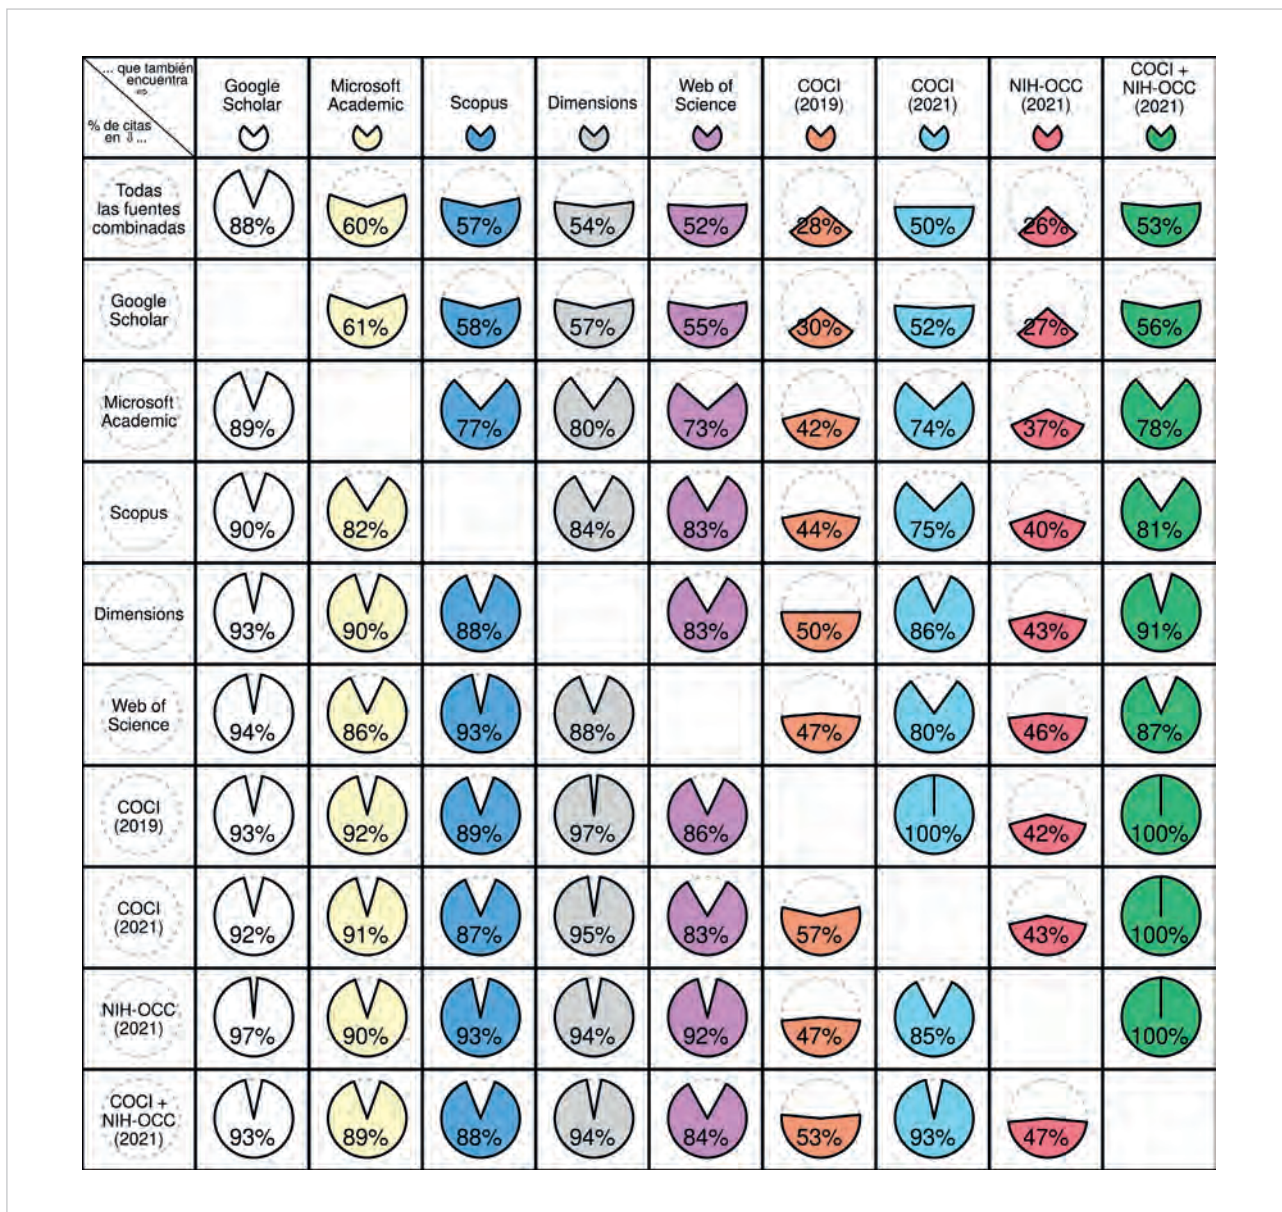 ... que también
encuentra
⇨
% de citas
en ⇩...
Google
Scholar
Microsoft
Academic
Scopus
Dimensions
Web of
Science
COCI
(2019)
COCI
(2021)
NIH-OCC
(2021)
COCI +
NIH-OCC
(2021)
Todas
las fuentes
combinadas
88%
60%
57%
54%
52%
28%
50%
26%
53%
Google
Scholar
61%
58%
57%
55%
30%
52%
27%
56%
Microsoft
Academic
89%
77%
80%
73%
42%
74%
37%
78%
Scopus
90%
82%
84%
83%
44%
75%
40%
81%
Dimensions
93%
90%
88%
83%
50%
86%
43%
91%
Web of
Science
94%
86%
93%
88%
47%
80%
46%
87%
COCI
(2019)
93%
92%
89%
97%
86%
100%
42%
100%
COCI
(2021)
92%
91%
87%
95%
83%
57%
43%
100%
NIH-OCC
(2021)
97%
90%
93%
94%
92%
47%
85%
100%
COCI +
NIH-OCC
(2021)
93%
89%
88%
94%
84%
53%
93%
47%